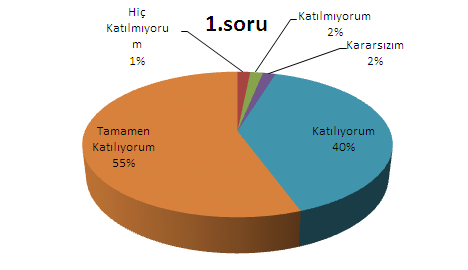 1.soru
Hiç
Katılmıyoru
m
1%
Katılmıyorum
2%
Kararsızım
2%
Katılıyorum
40%
Tamamen
Katılıyorum
55%